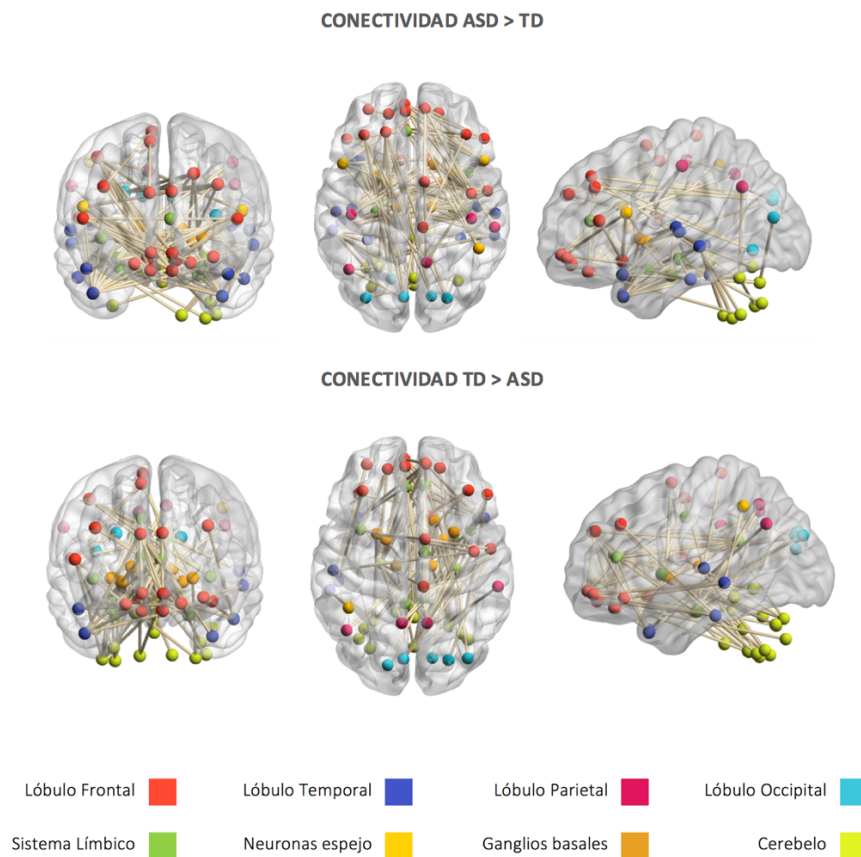 CONECTIVIDAD ASD > TD
CONECTIVIDAD TD > ASD
Lóbulo Frontal
Lóbulo Temporal
Lóbulo Parietal
Lóbulo Occipital
Sistema Límbico
Neuronas espejo
Ganglios basales
Cerebelo